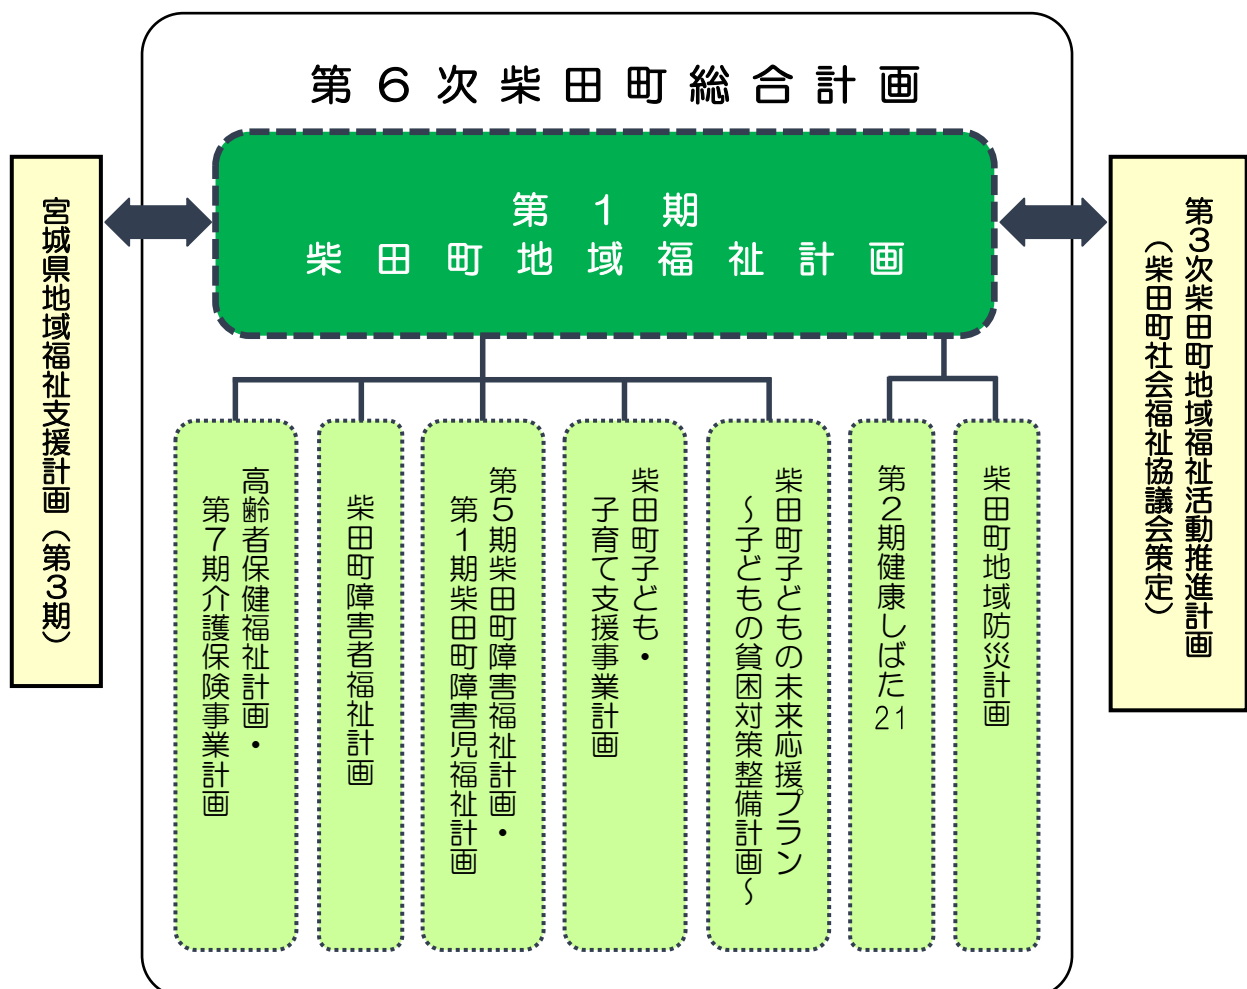 第６次柴田町総合計画
第１期
柴田町地域福祉計画
宮城県地域福祉支援計画（第３期）
第３次柴田町地域福祉活動推進計画
（柴田町社会福祉協議会策定）
高齢者保健福祉計画・
第７期介護保険事業計画
柴田町障害者福祉計画
第５期柴田町障害福祉計画・
第１期柴田町障害児福祉計画
柴田町子ども・
子育て支援事業計画
柴田町子どもの未来応援プラン
～子どもの貧困対策整備計画～
第２期健康しばた21
柴田町地域防災計画